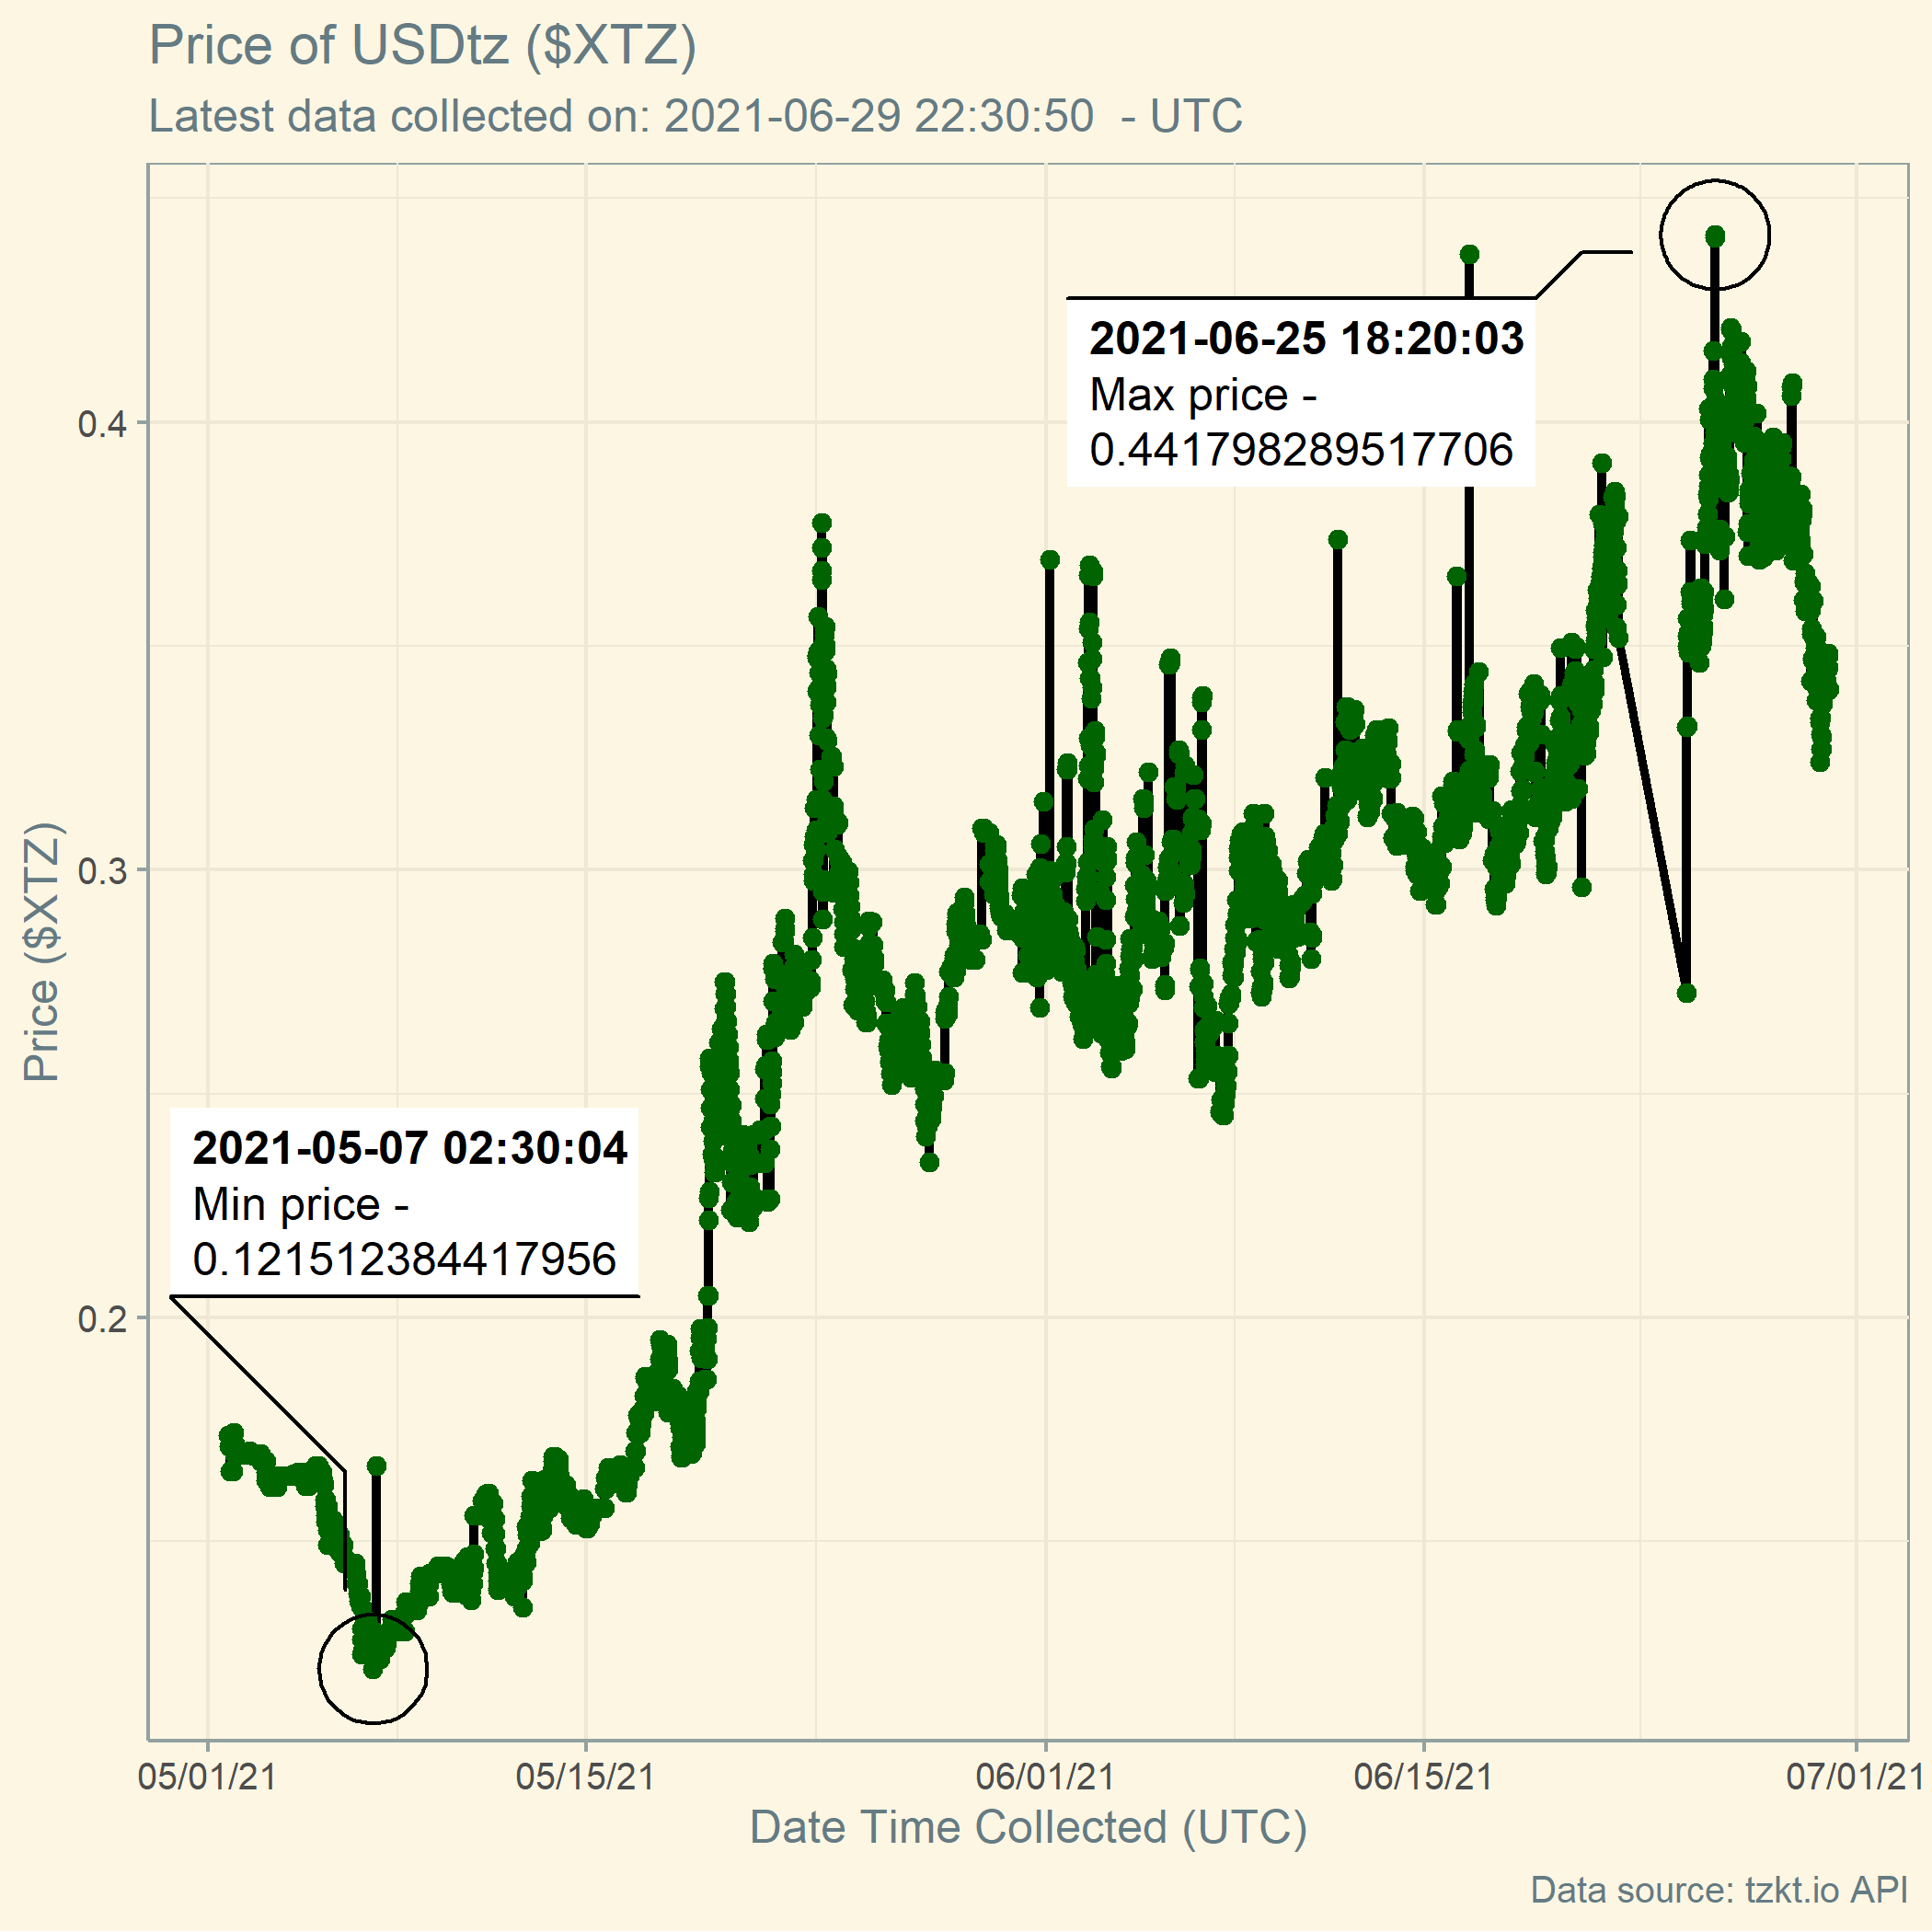 Price of USDtz ($XTZ)
Latest data collected on: 2021-06-29 22:30:50  - UTC
2021-06-25 18:20:03
Max price -
0.441798289517706
2021-05-07 02:30:04
Min price -
0.121512384417956
Price ($XTZ)
0.4
0.3
0.2
05/01/21
05/15/21
06/01/21
06/15/21
07/01/21
Date Time Collected (UTC)
Data source: tzkt.io API